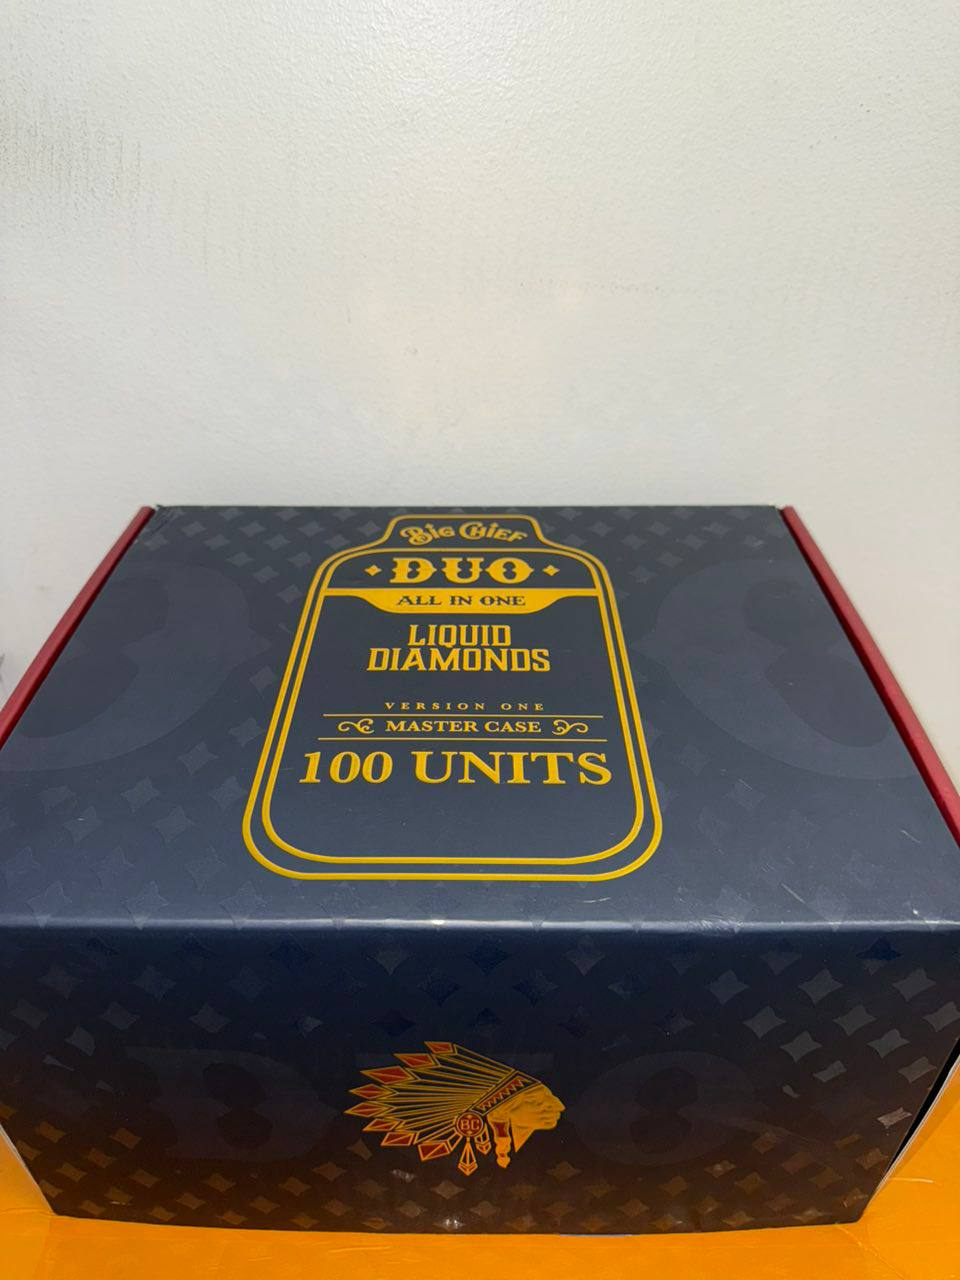 BIG CHIEF
DUO
ALL IN ONE
LIQUID
DIAMONDS
VERSION ONE
MASTER CASE
100 UNITS
BC